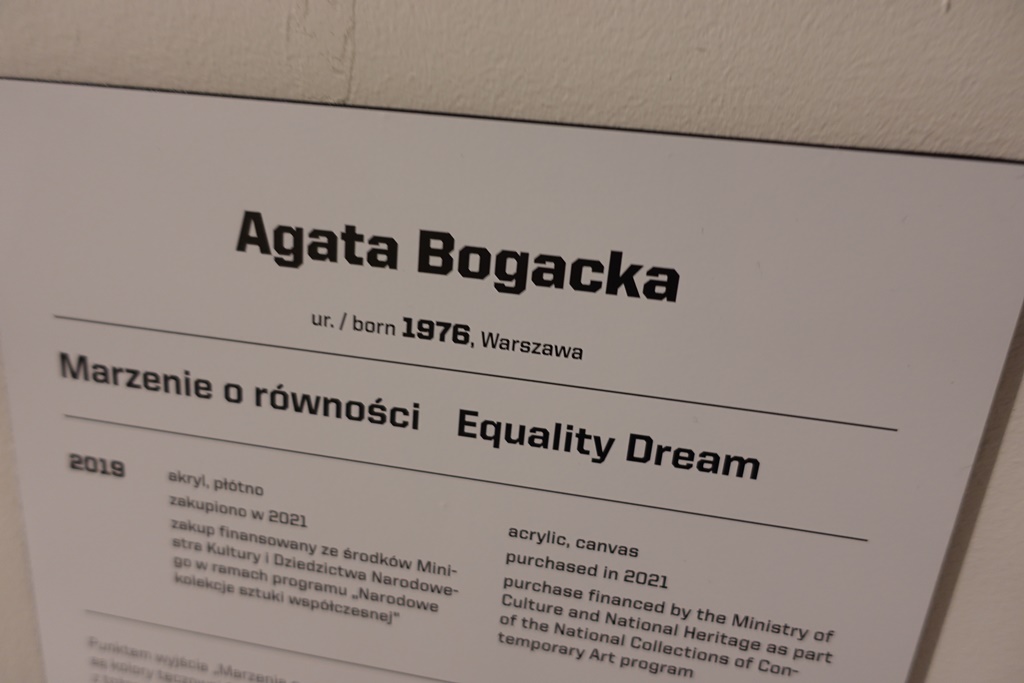 Agata Bogacka
ur. / born 1976, Warszawa
Marzenie o równości Equality Dream
2019
akryl, płótno
zakupiono w 2021
zakup finansowany ze środków Mini-
stra Kultury i Dziedzictwa Narodowe-
go w ramach programu „Narodowe
kolekcje sztuki współczesnej”
acrylic, canvas
purchased in 2021
purchase financed by the Ministry of
Culture and National Heritage as part
of the National Collections of Con-
temporary Art program
Punktem wyjścia „Marzenia